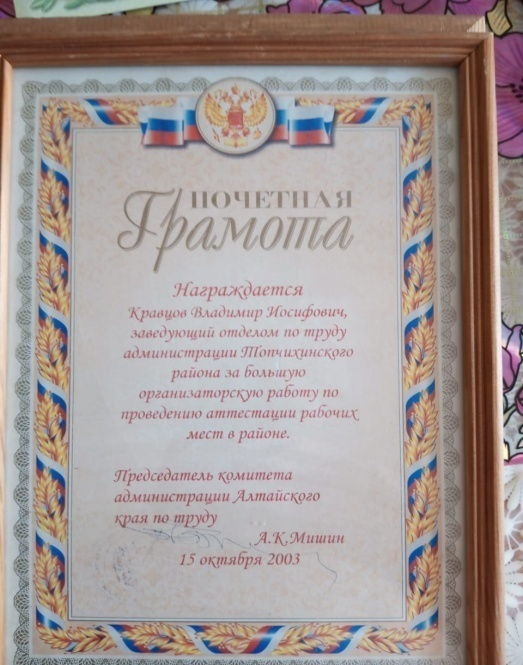 ПОЧЕТНАЯ
Грамота
Награждается
Кравцов Владимир Иосифович,
заведующий отделом по труду
администрации Топчихинского
района за большую
организаторскую работу по
проведению аттестации рабочих
мест в районе.
Председатель комитета
администрации Алтайского
края по труду
А.К.Мишин
15 октября 2003